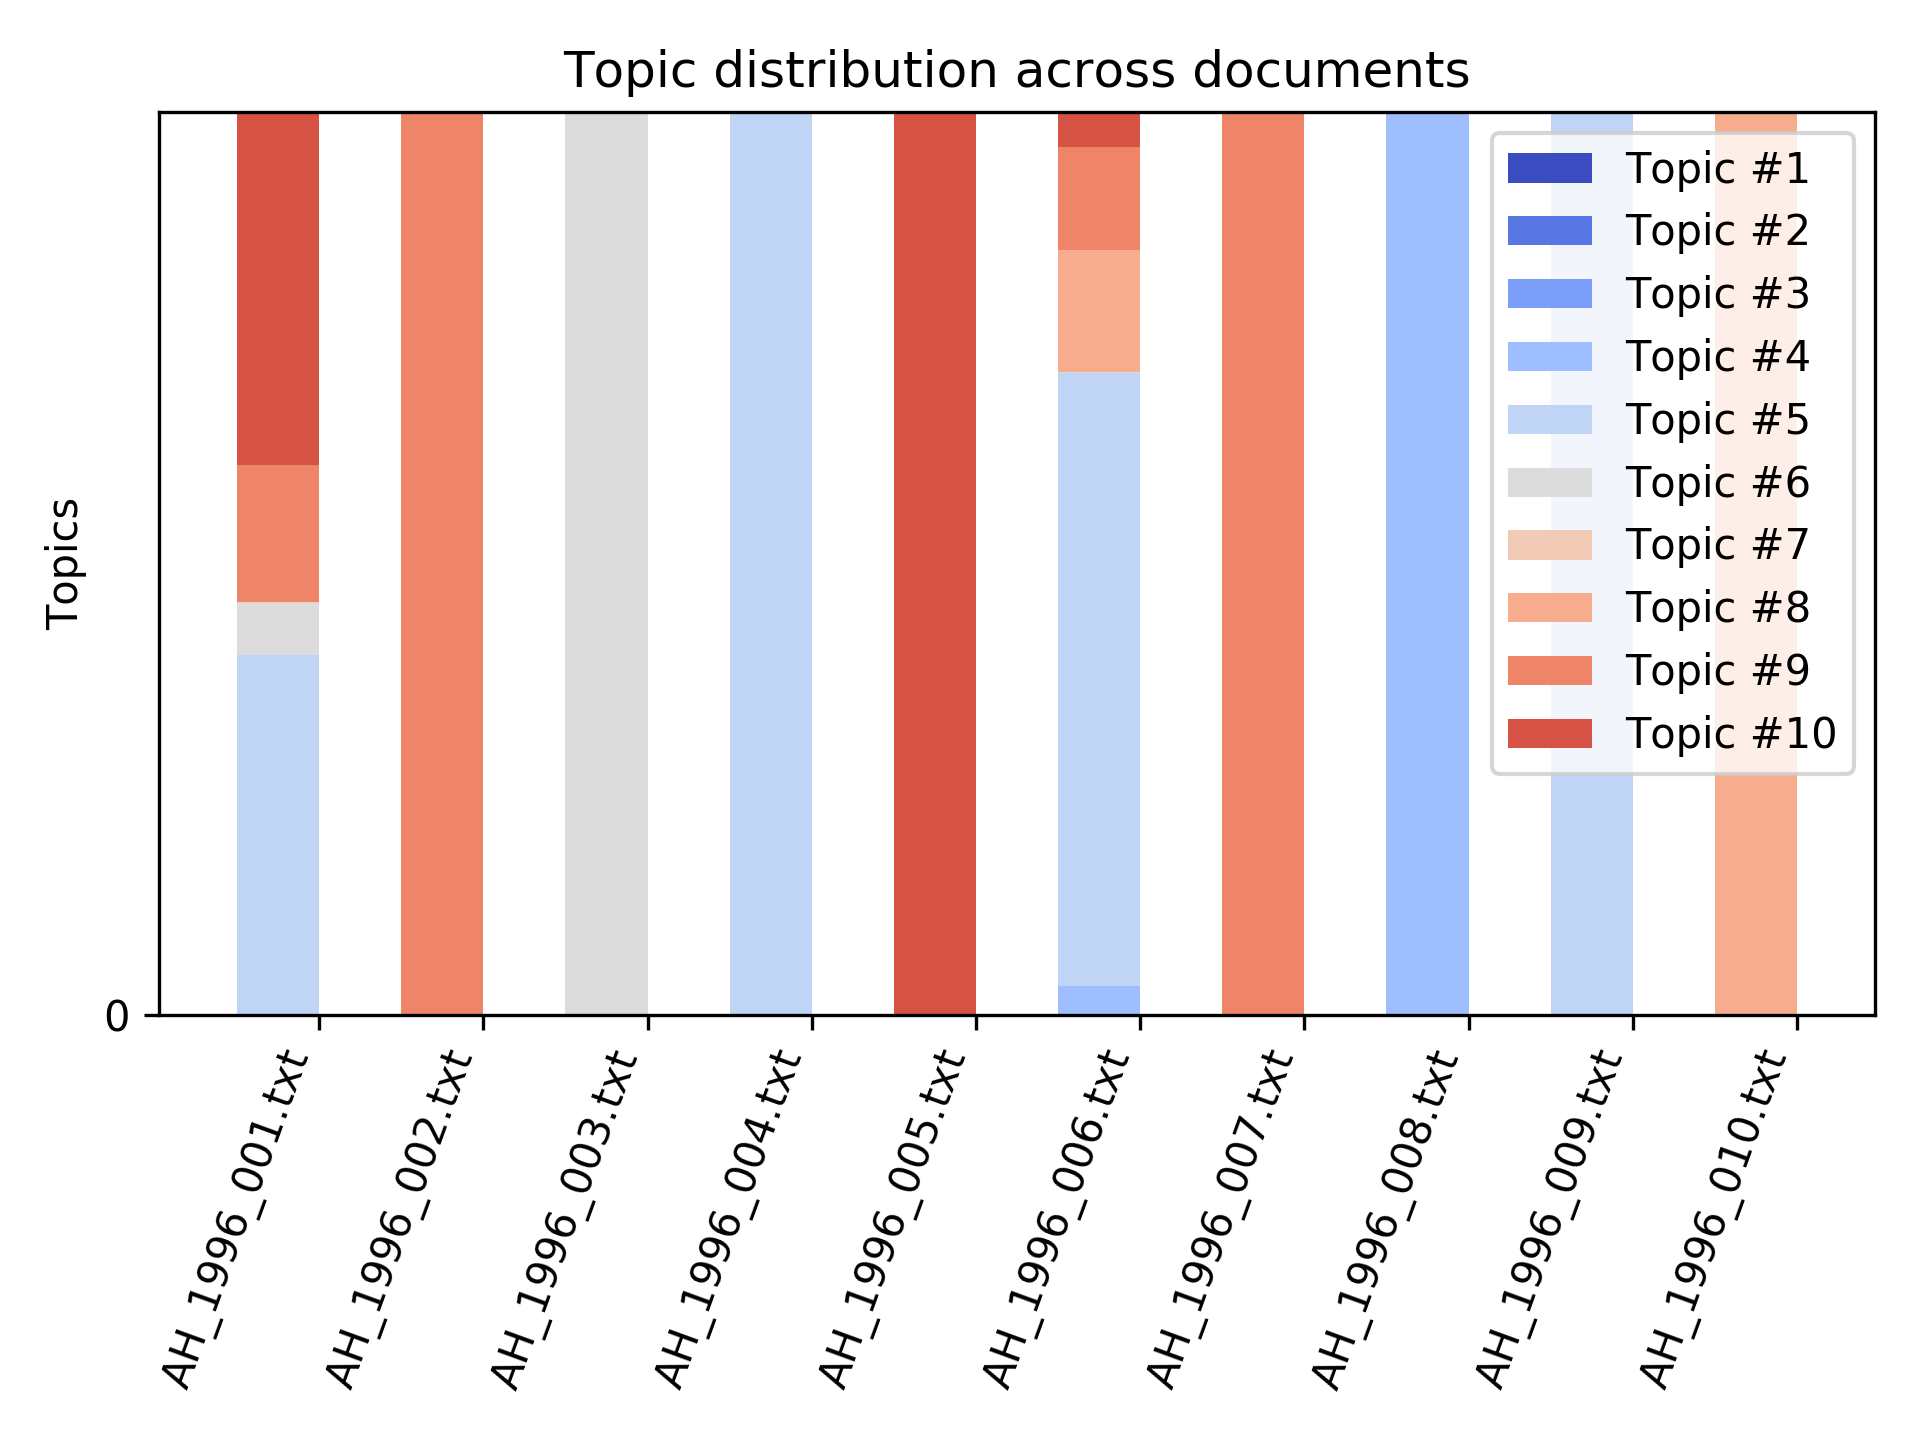 Topic distribution across documents
Topics
0
Topic #1
Topic #2
Topic #3
Topic #4
Topic #5
Topic #6
Topic #7
Topic #8
Topic #9
Topic #10
AH_1996_001.txt
AH_1996_002.txt
AH_1996_003.txt
AH_1996_004.txt
AH_1996_005.txt
AH_1996_006.txt
AH_1996_007.txt
AH_1996_008.txt
AH_1996_009.txt
AH_1996_010.txt